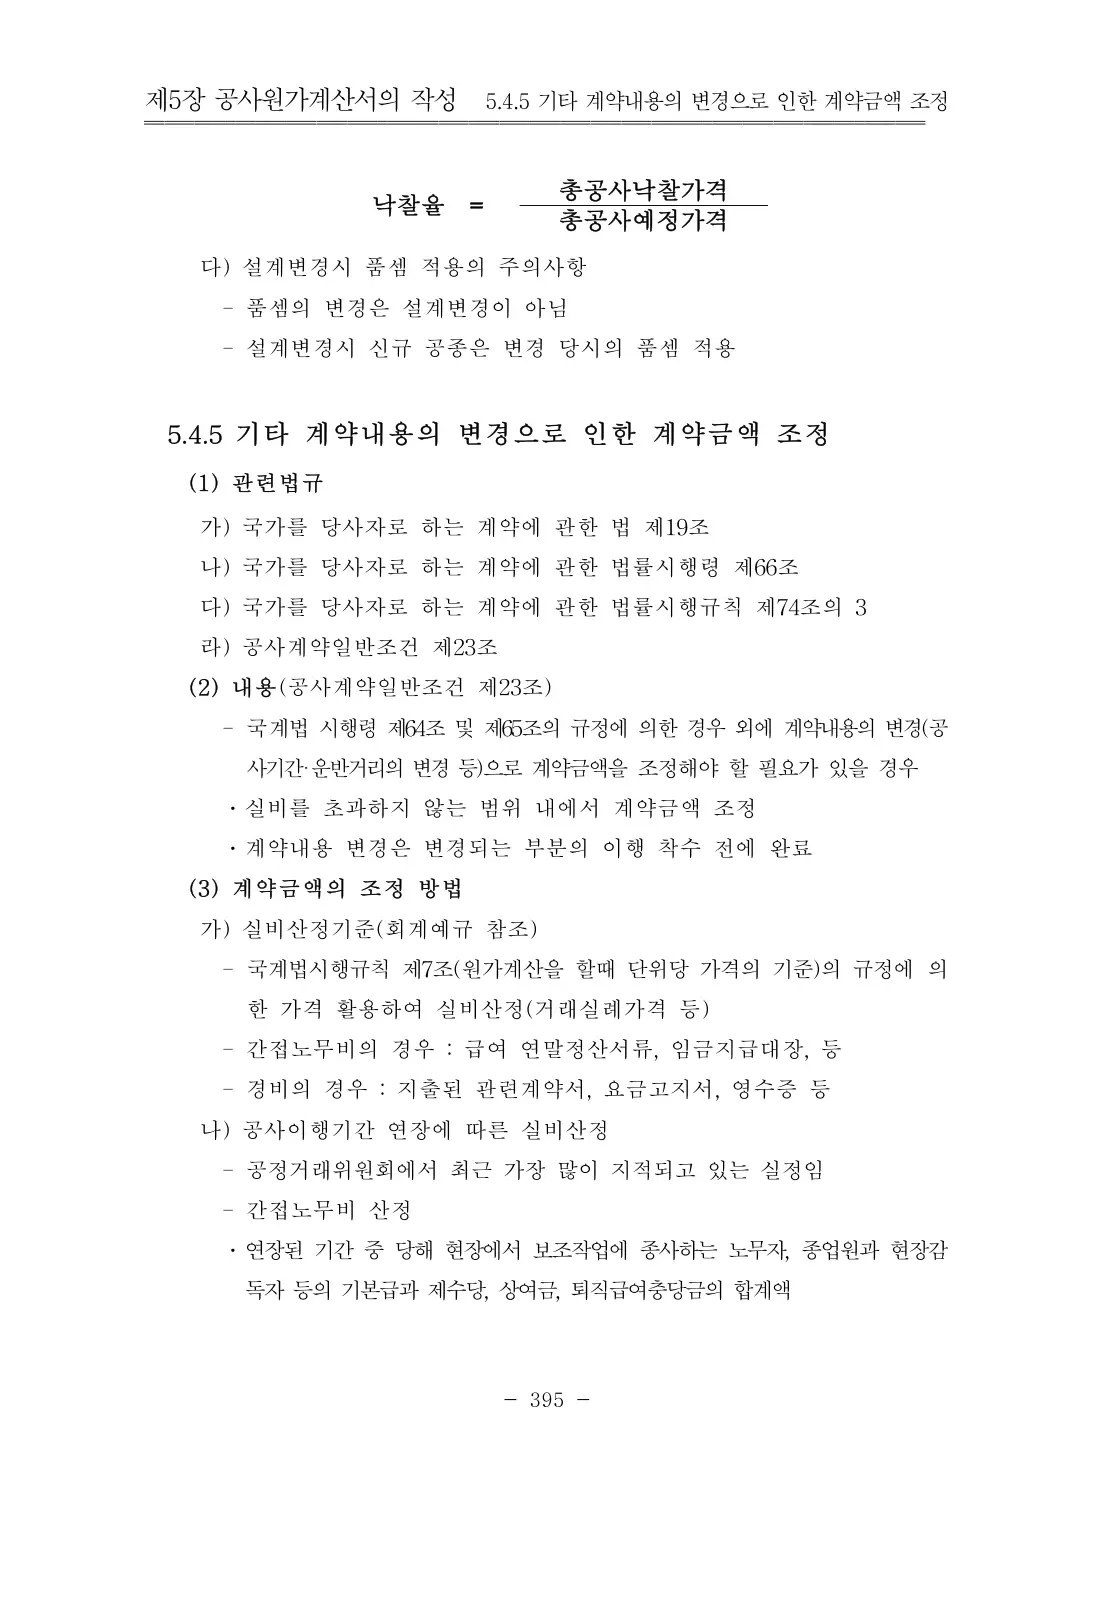 제5장 공사원가계산서의 작성 5.4.5 기타 계약내용의 변경으로 인한 계약금액 조정
총공사낙찰가격
낙찰율 =
총공사예정가격
다) 설계변경시 품셈 적용의 주의사항
- 품셈의 변경은 설계변경이 아님
- 설계변경시 신규 공종은 변경 당시의 품셈 적용
5.4.5 기타 계약내용의 변경으로 인한 계약금액 조정
(1) 관련법규
가) 국가를 당사자로 하는 계약에 관한 법 제19조
나) 국가를 당사자로 하는 계약에 관한 법률시행령 제66조
다) 국가를 당사자로 하는 계약에 관한 법률시행규칙 제74조의 3
라) 공사계약일반조건 제23조
(2) 내용(공사계약일반조건 제23조)
- 국계법 시행령 제64조 및 제65조의 규정에 의한 경우 외에 계약내용의 변경(공
사기간·운반거리의 변경 등)으로 계약금액을 조정해야 할 필요가 있을 경우
·실비를 초과하지 않는 범위 내에서 계약금액 조정
·계약내용 변경은 변경되는 부분의 이행 착수 전에 완료
(3) 계약금액의 조정 방법
가) 실비산정기준(회계예규 참조)
- 국계법시행규칙 제7조(원가계산을 할때 단위당 가격의 기준)의 규정에 의
한 가격 활용하여 실비산정(거래실례가격 등)
- 간접노무비의 경우 : 급여 연말정산서류, 임금지급대장, 등
- 경비의 경우 : 지출된 관련계약서, 요금고지서, 영수증 등
나) 공사이행기간 연장에 따른 실비산정
- 공정거래위원회에서 최근 가장 많이 지적되고 있는 실정임
- 간접노무비 산정
·연장된 기간 중 당해 현장에서 보조작업에 종사하는 노무자, 종업원과 현장감
독자 등의 기본급과 제수당, 상여금, 퇴직급여충당금의 합계액
- 395 -